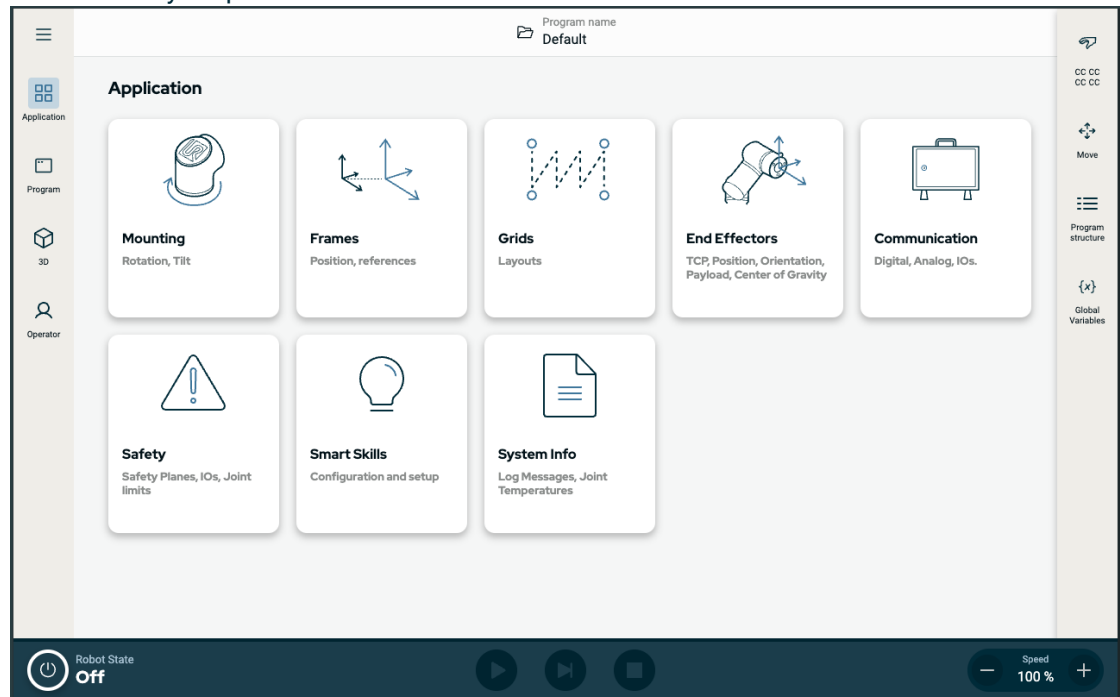 Program name
Default
Application
Application
Program
3D
Operator
Mounting
Rotation, Tilt
Frames
Position, references
Grids
Layouts
End Effectors
TCP, Position, Orientation,
Payload, Center of Gravity
Communication
Digital, Analog, IOs.
Safety
Safety Planes, IOs, Joint
limits
Smart Skills
Configuration and setup
System Info
Log Messages, Joint
Temperatures
CC CC
CC CC
Move
Program
structure
{x}
Global
Variables
Robot State
Off
Speed
100 %